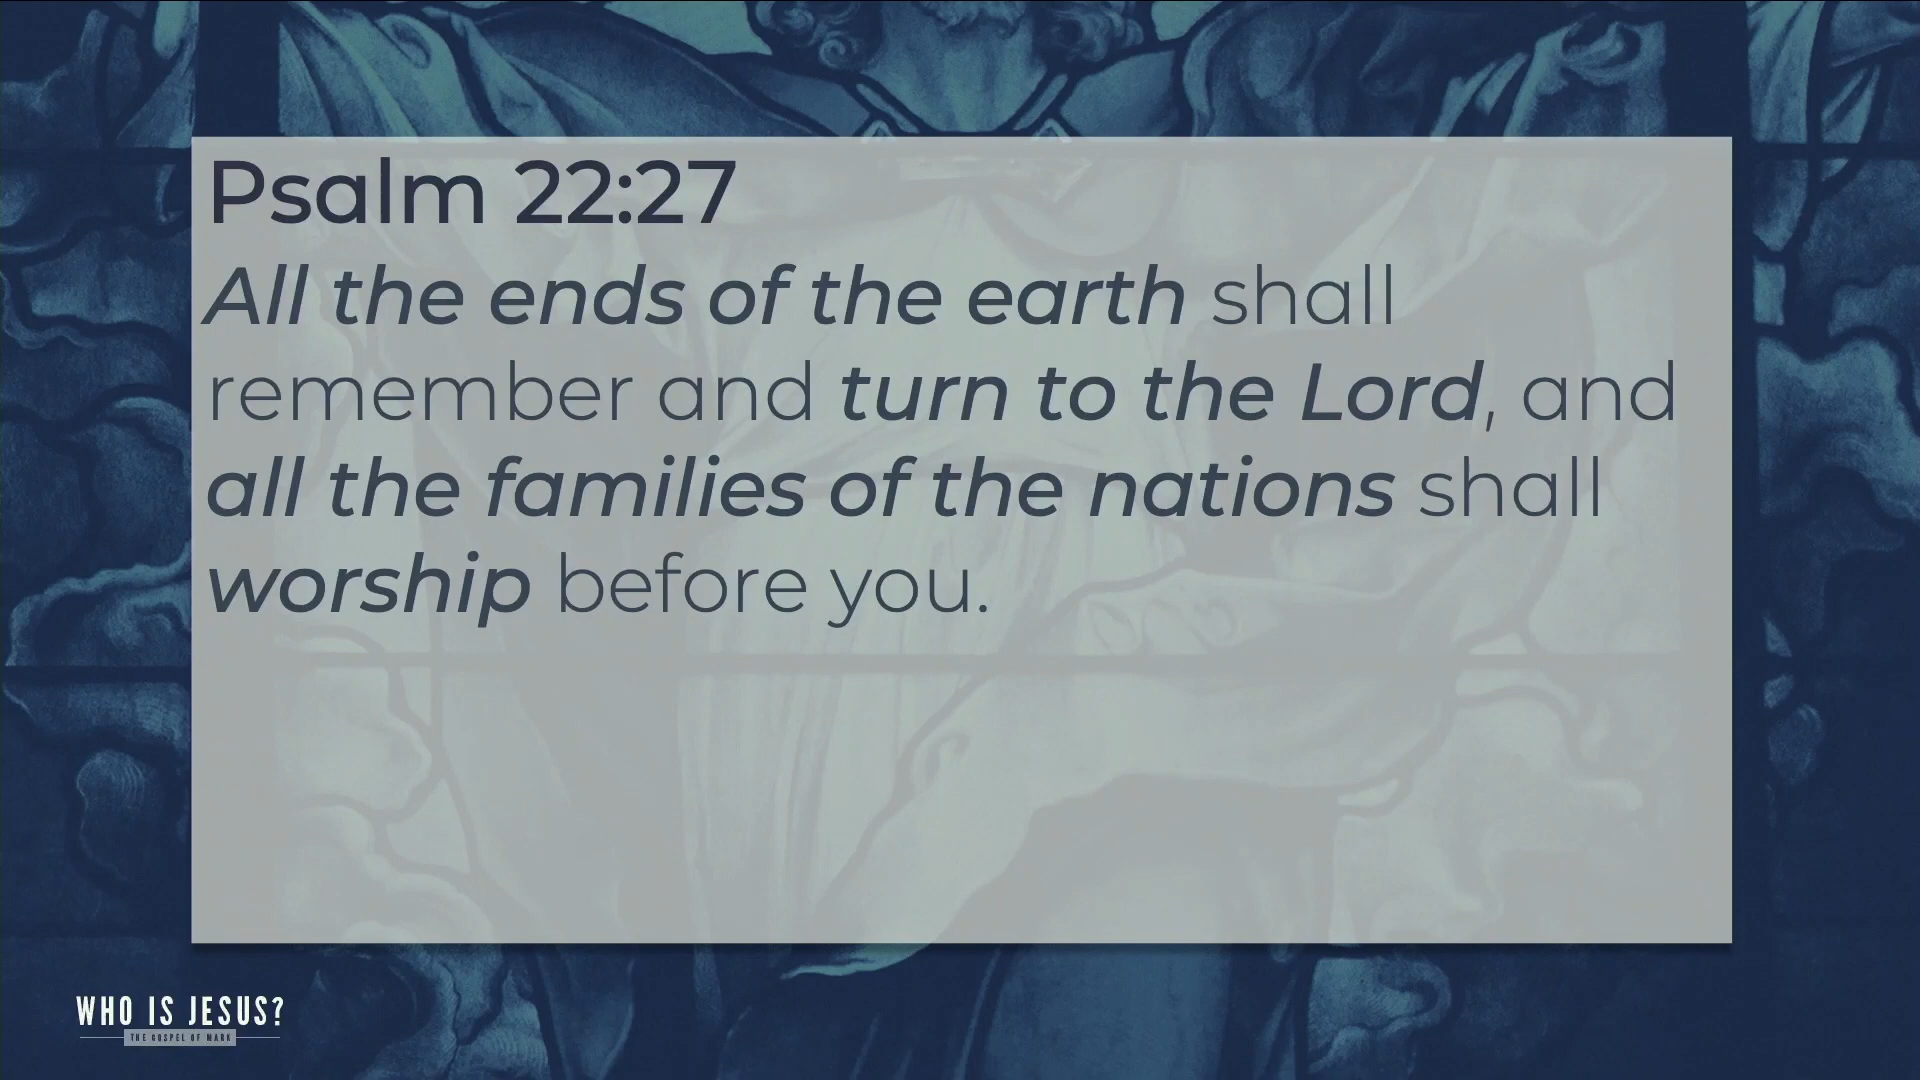 Psalm 22:27
All the ends of the earth shall
remember and turn to the Lord, and
all the families of the nations shall
worship before you.
WHO IS JESUS?
THE GOSPEL OF MARK